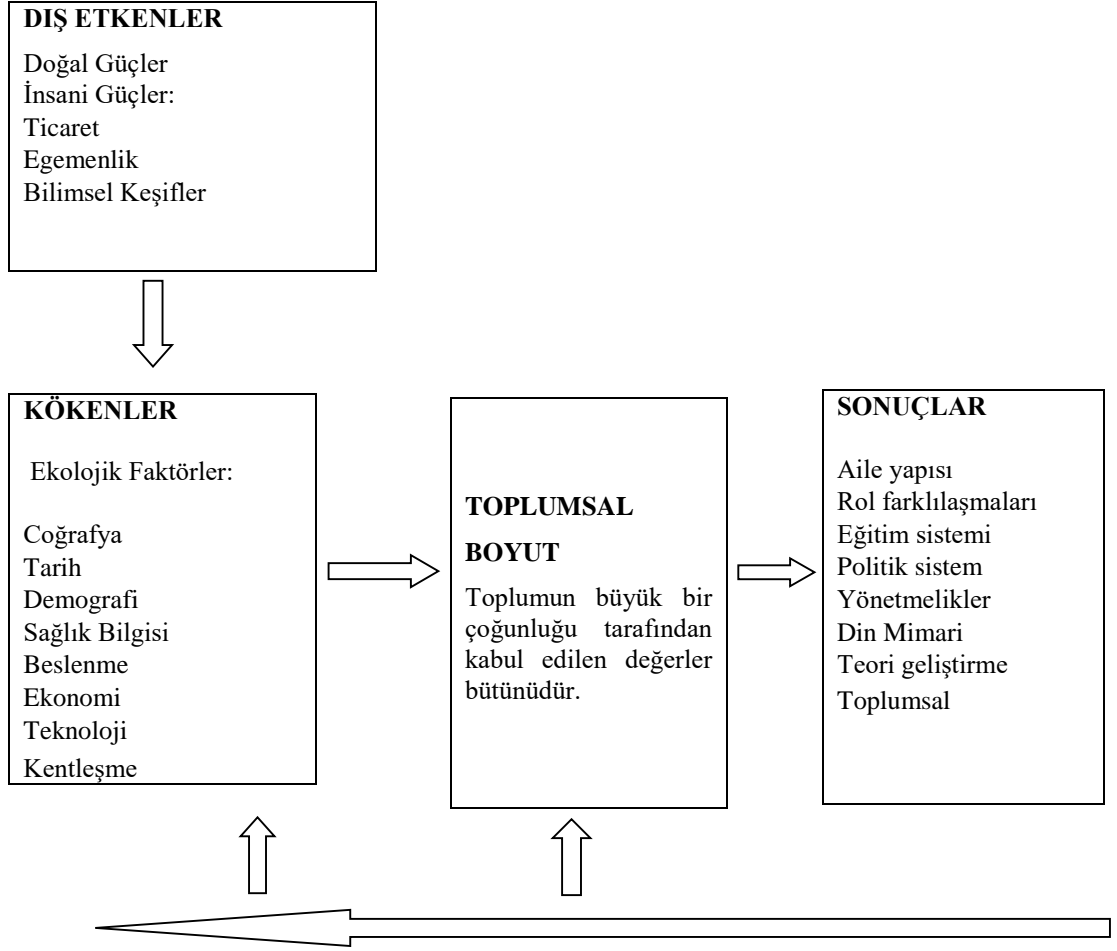 DIŞ ETKENLER
Doğal Güçler
İnsani Güçler:
Ticaret
Egemenlik
Bilimsel Keşifler
KÖKENLER
Ekolojik Faktörler:
Coğrafya
Tarih
Demografi
Sağlık Bilgisi
Beslenme
Ekonomi
Teknoloji
Kentleşme
TOPLUMSAL
BOYUT
Toplumun büyük bir
çoğunluğu tarafından
kabul edilen değerler
bütünüdür.
SONUÇLAR
Aile yapısı
Rol farklılaşmaları
Eğitim sistemi
Politik sistem
Yönetmelikler
Din Mimari
Teori geliştirme
Toplumsal